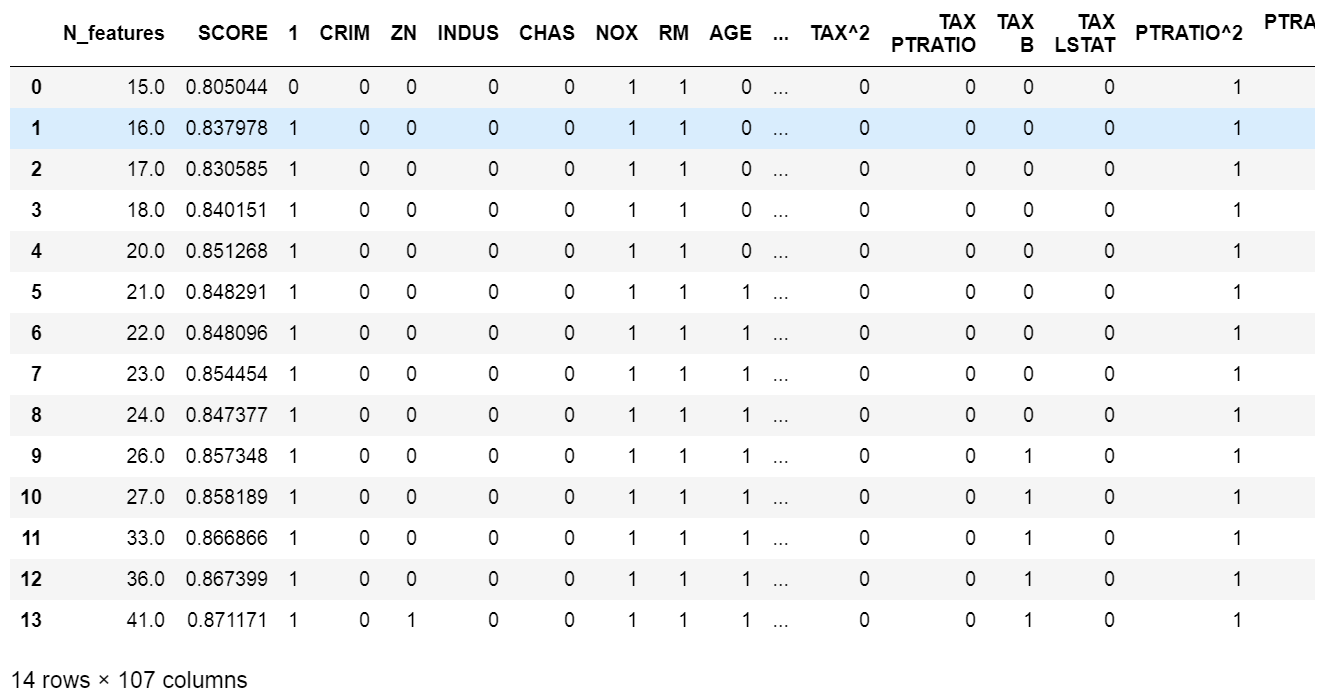 N_features SCORE 1 CRIM ZN INDUS CHAS NOX RM AGE ... TAX^2 TAX PTRATIO TAX B TAX LSTAT PTRATIO^2 PTRA
0 15.0 0.805044 0 0 0 0 0 1 1 0 ... 0 0 0 0 1
1 16.0 0.837978 1 0 0 0 0 1 1 0 ... 0 0 0 0 1
2 17.0 0.830585 1 0 0 0 0 1 1 0 ... 0 0 0 0 1
3 18.0 0.840151 1 0 0 0 0 1 1 0 ... 0 0 0 0 1
4 20.0 0.851268 1 0 0 0 0 1 1 0 ... 0 0 0 0 1
5 21.0 0.848291 1 0 0 0 0 1 1 1 ... 0 0 0 0 1
6 22.0 0.848096 1 0 0 0 0 1 1 1 ... 0 0 0 0 1
7 23.0 0.854454 1 0 0 0 0 1 1 1 ... 0 0 0 0 1
8 24.0 0.847377 1 0 0 0 0 1 1 1 ... 0 0 0 0 1
9 26.0 0.857348 1 0 0 0 0 1 1 1 ... 0 0 1 0 1
10 27.0 0.858189 1 0 0 0 0 1 1 1 ... 0 0 1 0 1
11 33.0 0.866866 1 0 0 0 0 1 1 1 ... 0 0 1 0 1
12 36.0 0.867399 1 0 0 0 0 1 1 1 ... 0 0 1 0 1
13 41.0 0.871171 1 0 1 0 0 1 1 1 ... 0 0 1 0 1
14 rows × 107 columns